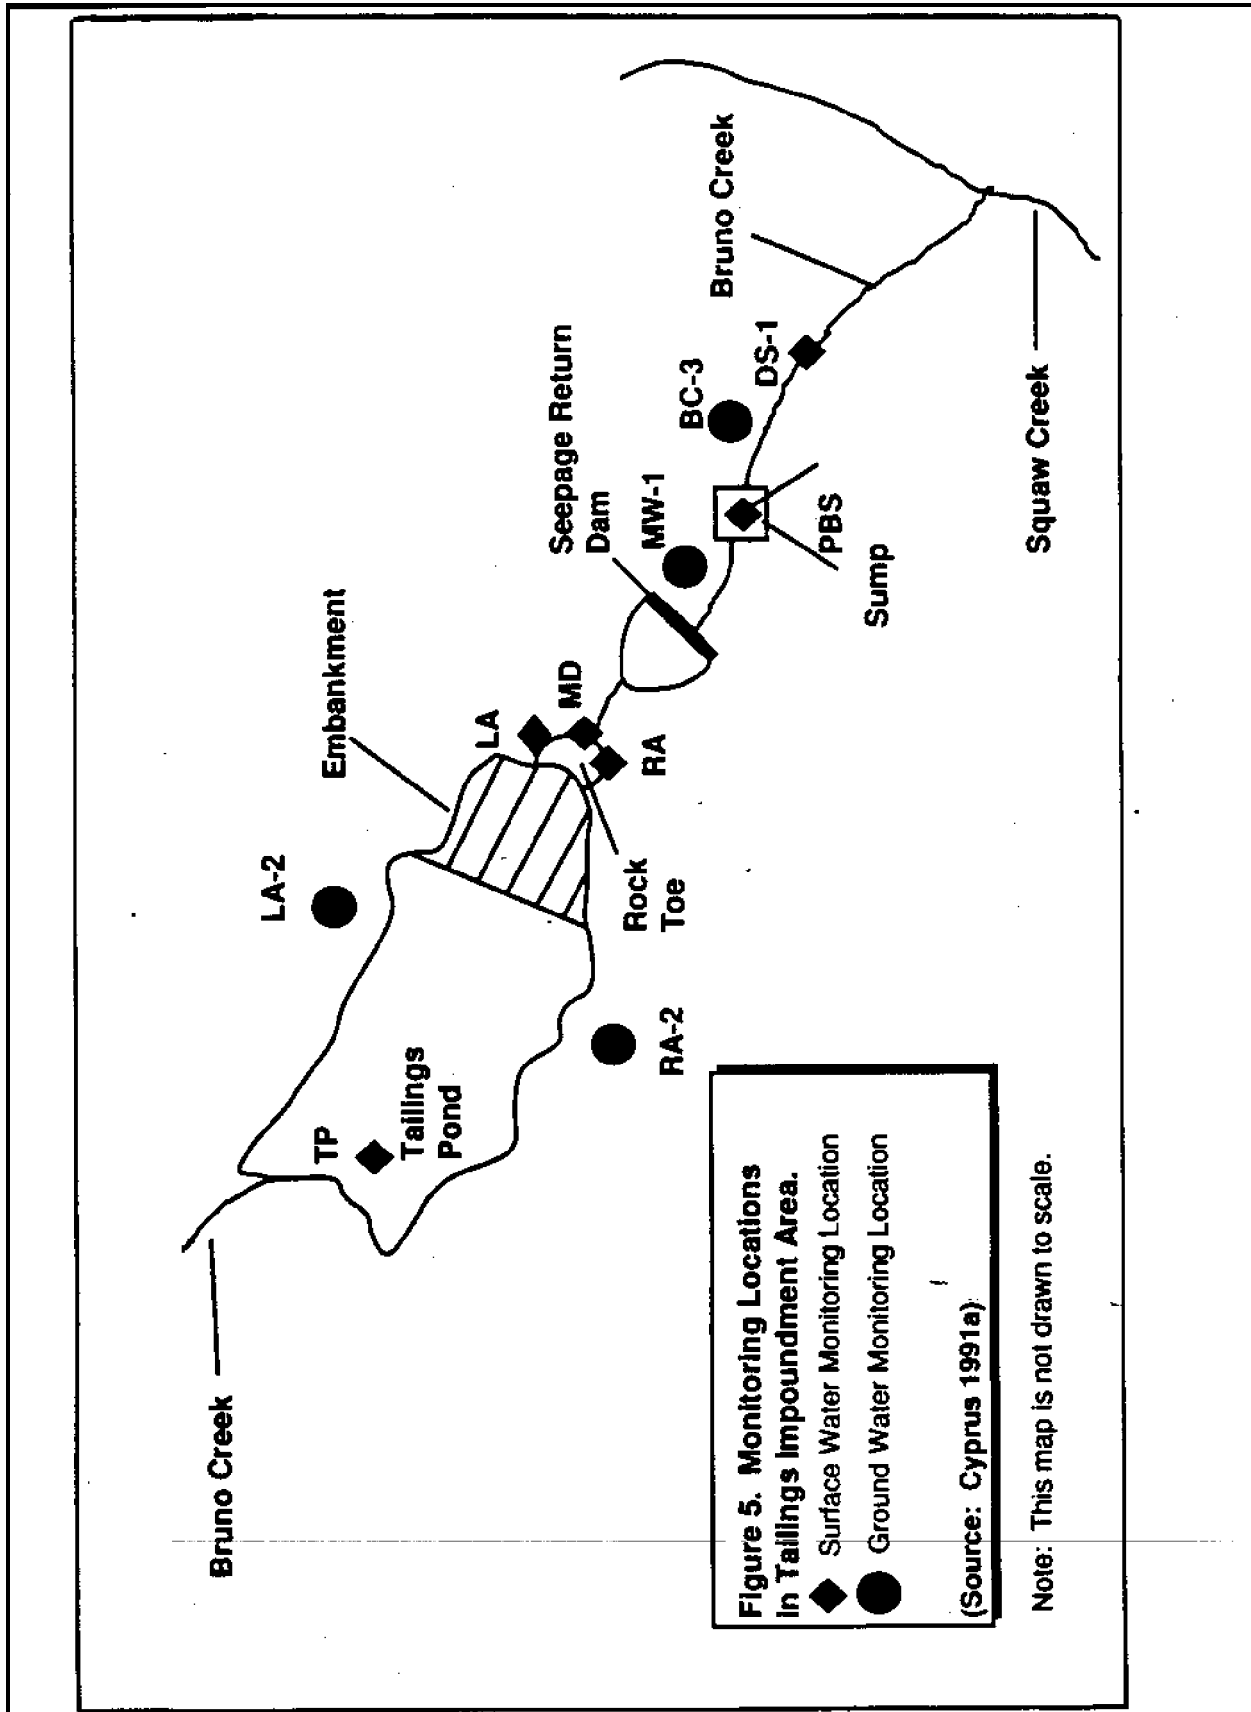 Bruno Creek
TP
Tailings
Pond
LA-2
RA-2
Embankment
LA
MD
RA
Rock
Toe
Seepage Return
Dam
MW-1
BC-3
DS-1
PBS
Sump
Bruno Creek
Squaw Creek
Figure 5. Monitoring Locations
in Tailings Impoundment Area.
Surface Water Monitoring Location
Ground Water Monitoring Location
(Source: Cyprus 1991a)
Note: This map is not drawn to scale.